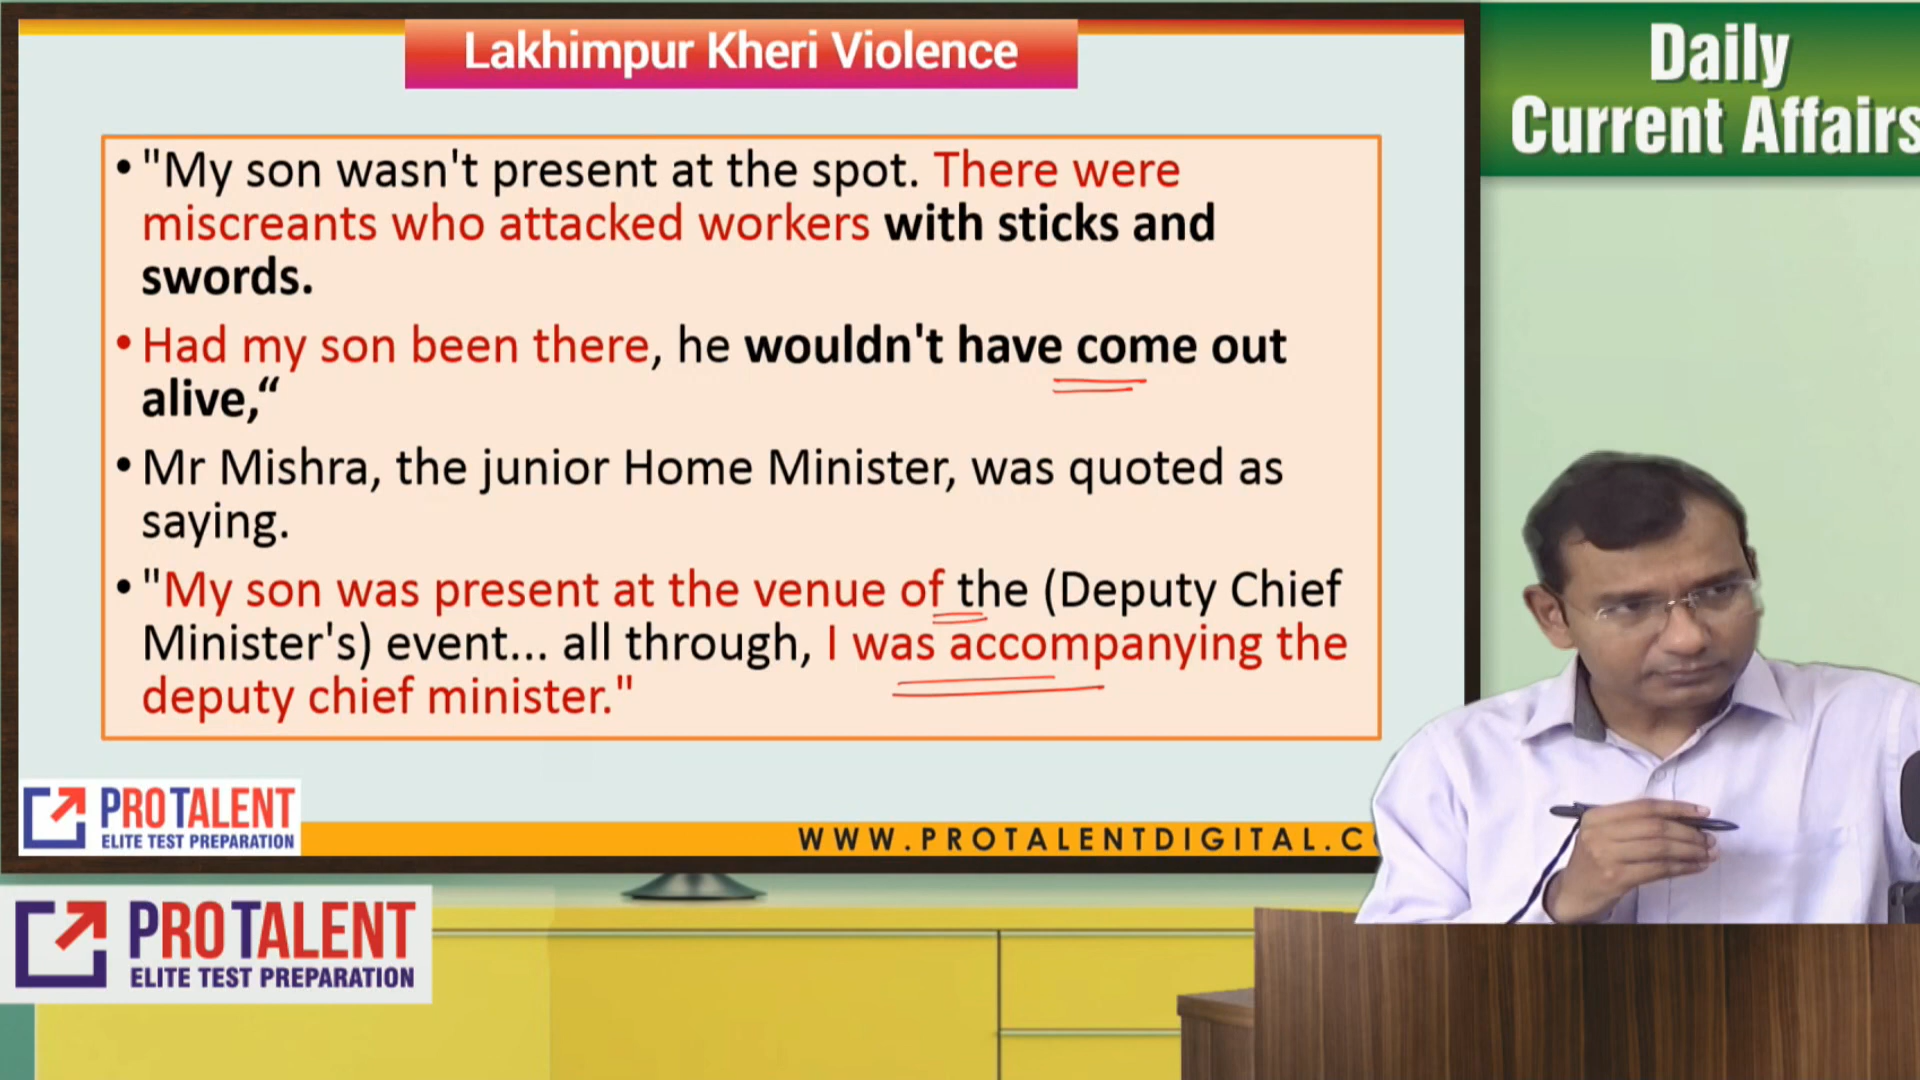 Lakhimpur Kheri Violence
Daily
Current Affairs
• "My son wasn't present at the spot. There were
miscreants who attacked workers with sticks and
swords.
• Had my son been there, he wouldn't have come out
alive,“
• Mr Mishra, the junior Home Minister, was quoted as
saying.
• "My son was present at the venue of the (Deputy Chief
Minister's) event... all through, I was accompanying the
deputy chief minister."
PROTALENT
ELITE TEST PREPARATION
WWW.PROTALENTDIGITAL.C
PROTALENT
ELITE TEST PREPARATION